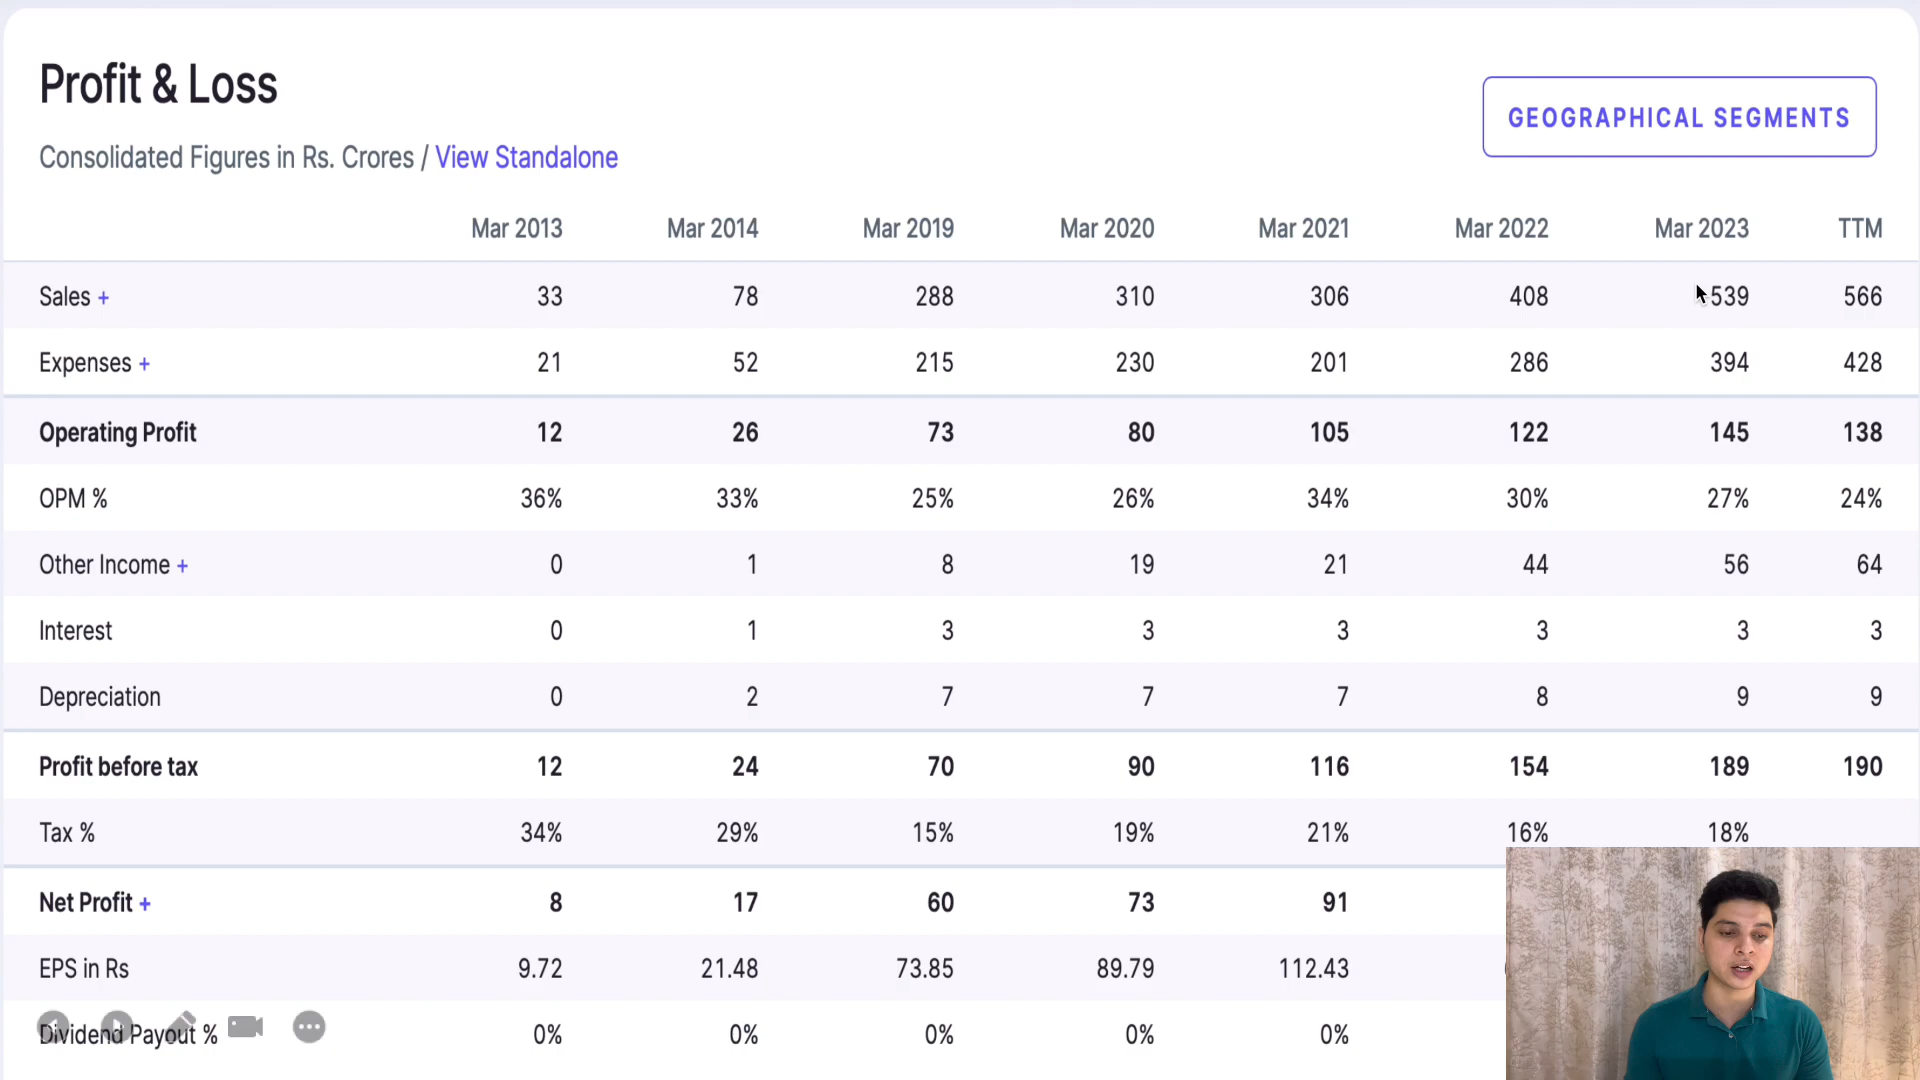 Profit & Loss
GEOGRAPHICAL SEGMENTS
Consolidated Figures in Rs. Crores / View Standalone
Mar 2013 Mar 2014 Mar 2019 Mar 2020 Mar 2021 Mar 2022 Mar 2023 TTM
Sales + 33 78 288 310 306 408 539 566
Expenses + 21 52 215 230 201 286 394 428
Operating Profit 12 26 73 80 105 122 145 138
OPM % 36% 33% 25% 26% 34% 30% 27% 24%
Other Income + 0 1 8 19 21 44 56 64
Interest 0 1 3 3 3 3 3 3
Depreciation 0 2 7 7 7 8 9 9
Profit before tax 12 24 70 90 116 154 189 190
Tax % 34% 29% 15% 19% 21% 16% 18%
Net Profit + 8 17 60 73 91
EPS in Rs 9.72 21.48 73.85 89.79 112.43
Dividend Payout % 0% 0% 0% 0% 0%